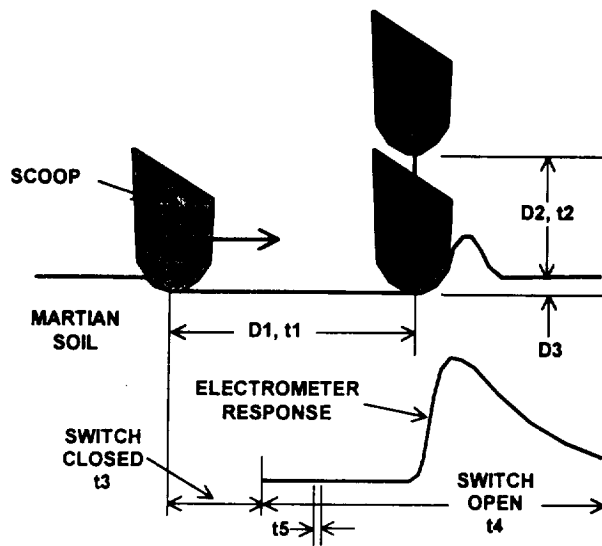 SCOOP
D2, t2
MARTIAN
SOIL
D1, t1
D3
ELECTROMETER
RESPONSE
SWITCH
CLOSED
t3
SWITCH
OPEN
t4
t5